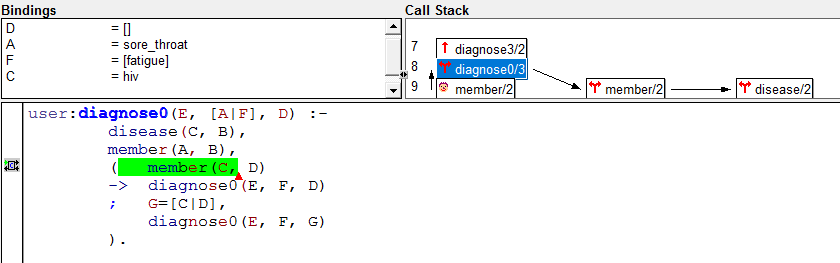 Bindings
Call Stack
D = []
A = sore_throat
F = [fatigue]
C = hiv
7 diagnose3/2
8 diagnose0/3
9 member/2 member/2 disease/2
user:diagnose0(E, [A|F], D) :-
disease(C, B),
member(A, B),
( member(C, D)
-> diagnose0(E, F, D)
; G=[C|D],
diagnose0(E, F, G)
).